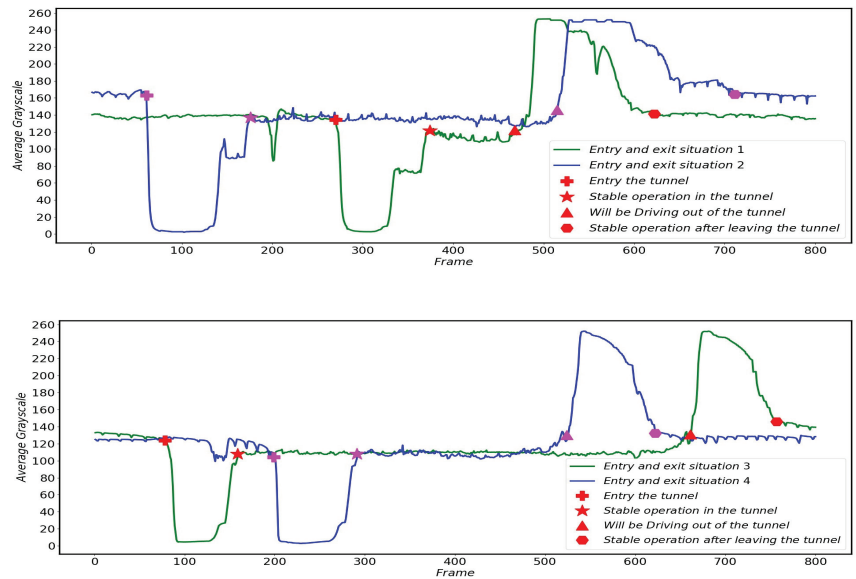 260
240
220
200
180
160
140
120
100
80
60
40
20
0
Average Grayscale
0 100 200 300 400 500 600 700 800
Frame
Entry and exit situation 1
Entry and exit situation 2
Entry the tunnel
Stable operation in the tunnel
Will be Driving out of the tunnel
Stable operation after leaving the tunnel
260
240
220
200
180
160
140
120
100
80
60
40
20
0
Average Grayscale
0 100 200 300 400 500 600 700 800
Frame
Entry and exit situation 3
Entry and exit situation 4
Entry the tunnel
Stable operation in the tunnel
Will be Driving out of the tunnel
Stable operation after leaving the tunnel